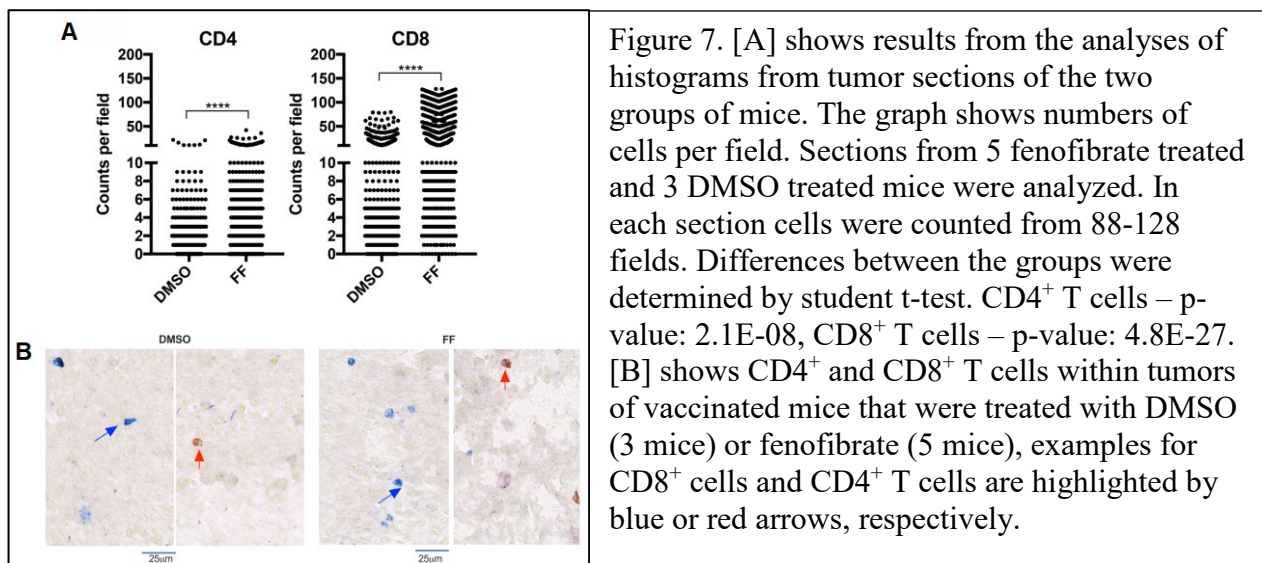 A
CD4
CD8
Counts per field
200
150
100
50
10
8
6
4
2
0
****
DMSO
FF
Counts per field
200
150
100
50
10
8
6
4
2
0
****
DMSO
FF
B
DMSO
FF
25μm
25μm
Figure 7. [A] shows results from the analyses of
histograms from tumor sections of the two
groups of mice. The graph shows numbers of
cells per field. Sections from 5 fenofibrate treated
and 3 DMSO treated mice were analyzed. In
each section cells were counted from 88-128
fields. Differences between the groups were
determined by student t-test. CD4⁺ T cells – p-
value: 2.1E-08, CD8⁺ T cells – p-value: 4.8E-27.
[B] shows CD4⁺ and CD8⁺ T cells within tumors
of vaccinated mice that were treated with DMSO
(3 mice) or fenofibrate (5 mice), examples for
CD8⁺ cells and CD4⁺ T cells are highlighted by
blue or red arrows, respectively.